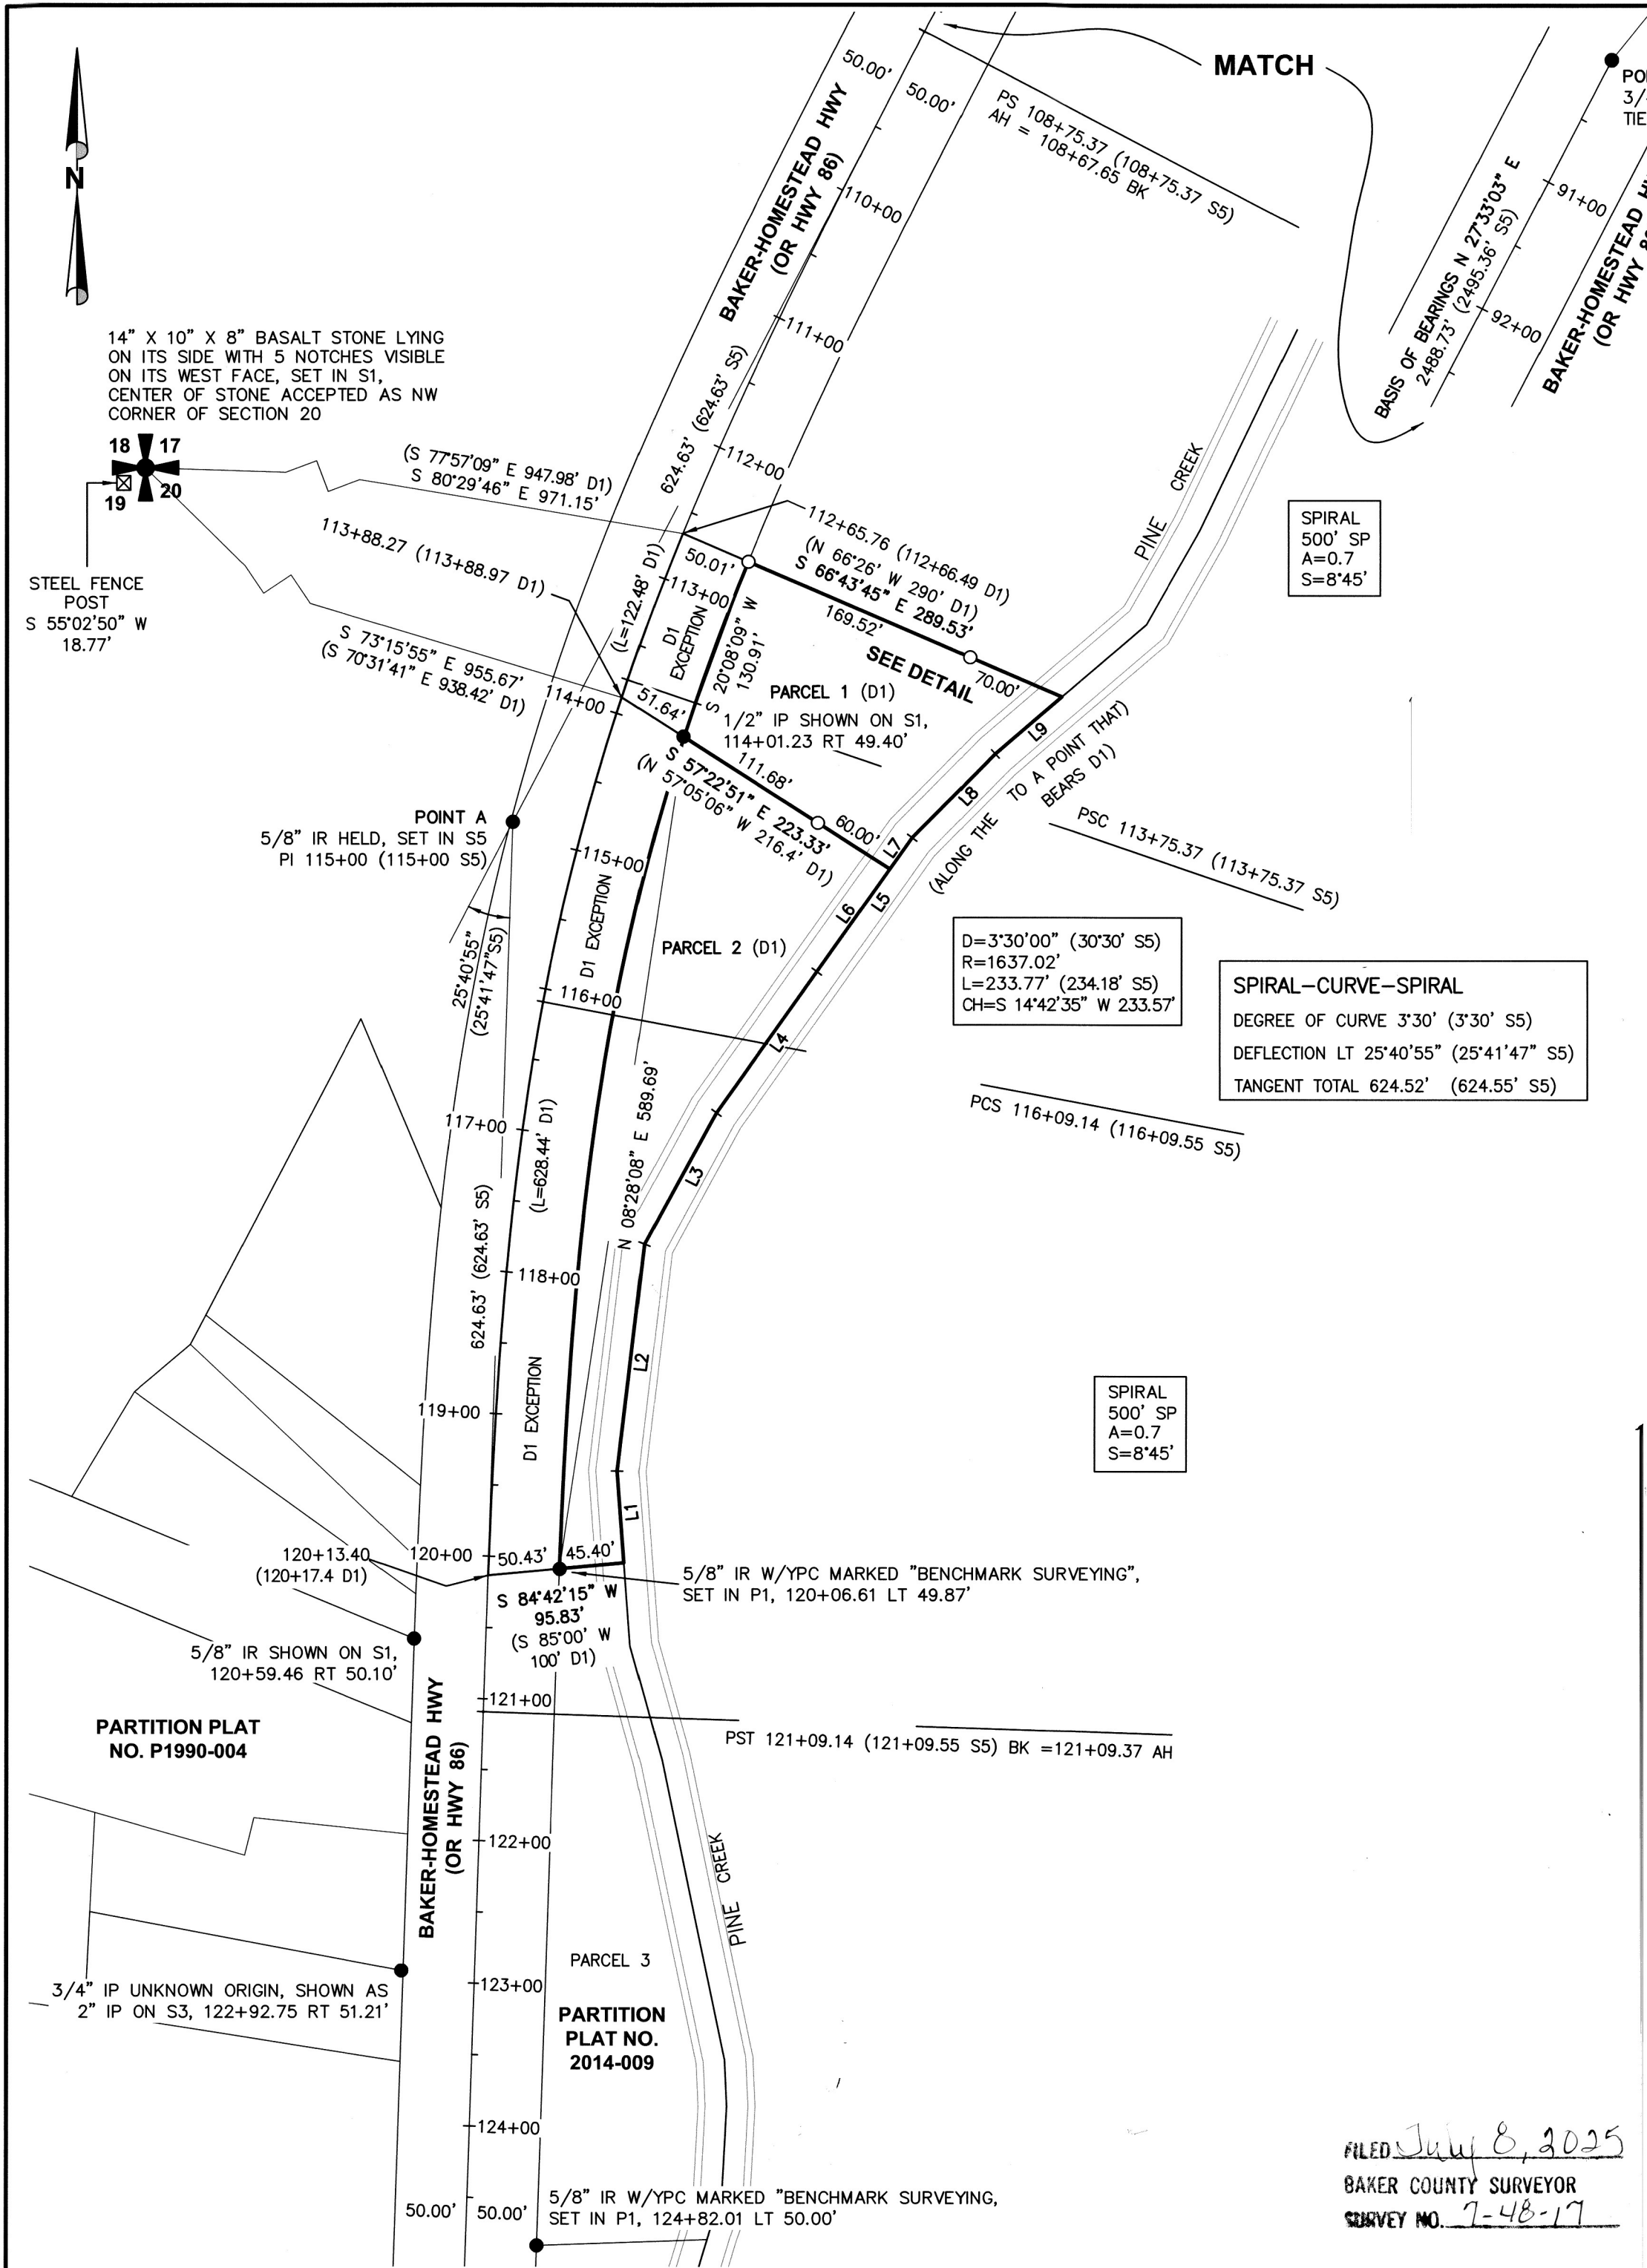 MATCH
50.00'
50.00'
BAKER-HOMESTEAD HWY
(OR HWY 86)
PS 108+75.37 (108+75.37 S5)
AH = 108+67.65 BK
110+00
111+00
112+00
91+00
92+00
BASIS OF BEARINGS N 27°33'03" E
2488.73' (2495.36' S5)
BAKER-HOMESTEAD
(OR HWY
TIE
N
14" X 10" X 8" BASALT STONE LYING
ON ITS SIDE WITH 5 NOTCHES VISIBLE
ON ITS WEST FACE, SET IN S1,
CENTER OF STONE ACCEPTED AS NW
CORNER OF SECTION 20
18 17
19 20
STEEL FENCE
POST
S 55°02'50" W
18.77'
(S 77°57'09" E 947.98' D1)
S 80°29'46" E 971.15'
624.63' (624.63' S5)
113+88.27 (113+88.97 D1)
S 73°15'55" E 955.67'
(S 70°31'41" E 938.42' D1)
(L=122.48' D1)
50.01'
113+00
D1
EXCEPTION
S 20°08'09" W
130.91'
112+65.76 (112+66.49 D1)
(N 66°26' W 290' D1)
S 66°43'45" E 289.53'
169.52'
SEE DETAIL
70.00'
PINE CREEK
SPIRAL
500' SP
A=0.7
S=8°45'
114+00
51.64'
PARCEL 1 (D1)
1/2" IP SHOWN ON S1,
114+01.23 RT 49.40'
111.68'
S 57°22'51" E 223.33'
(N 57°05'06" W 216.4' D1)
60.00'
L9
L8
L7
L6
L5
(ALONG THE TO A POINT THAT)
BEARS D1)
PSC 113+75.37 (113+75.37 S5)
POINT A
5/8" IR HELD, SET IN S5
PI 115+00 (115+00 S5)
115+00
D1 EXCEPTION
PARCEL 2 (D1)
25°40'55"
(25°41'47"S5)
116+00
L4
D=3°30'00" (30°30' S5)
R=1637.02'
L=233.77' (234.18' S5)
CH=S 14°42'35" W 233.57'
SPIRAL-CURVE-SPIRAL
DEGREE OF CURVE 3°30' (3°30' S5)
DEFLECTION LT 25°40'55" (25°41'47" S5)
TANGENT TOTAL 624.52' (624.55' S5)
PCS 116+09.14 (116+09.55 S5)
117+00
(L=628.44' D1)
N 08°28'08" E 589.69'
L3
624.63' (624.63' S5)
118+00
L2
119+00
D1 EXCEPTION
SPIRAL
500' SP
A=0.7
S=8°45'
L1
120+13.40
(120+17.4 D1)
120+00
50.43'
45.40'
S 84°42'15" W
95.83'
(S 85°00' W
100' D1)
5/8" IR W/YPC MARKED "BENCHMARK SURVEYING",
SET IN P1, 120+06.61 LT 49.87'
5/8" IR SHOWN ON S1,
120+59.46 RT 50.10'
121+00
PARTITION PLAT
NO. P1990-004
BAKER-HOMESTEAD HWY
(OR HWY 86)
PST 121+09.14 (121+09.55 S5) BK =121+09.37 AH
122+00
PINE CREEK
PARCEL 3
3/4" IP UNKNOWN ORIGIN, SHOWN AS
2" IP ON S3, 122+92.75 RT 51.21'
123+00
PARTITION
PLAT NO.
2014-009
124+00
50.00'
50.00'
5/8" IR W/YPC MARKED "BENCHMARK SURVEYING,
SET IN P1, 124+82.01 LT 50.00'
FILED July 8, 2025
BAKER COUNTY SURVEYOR
SURVEY NO. 7-48-17